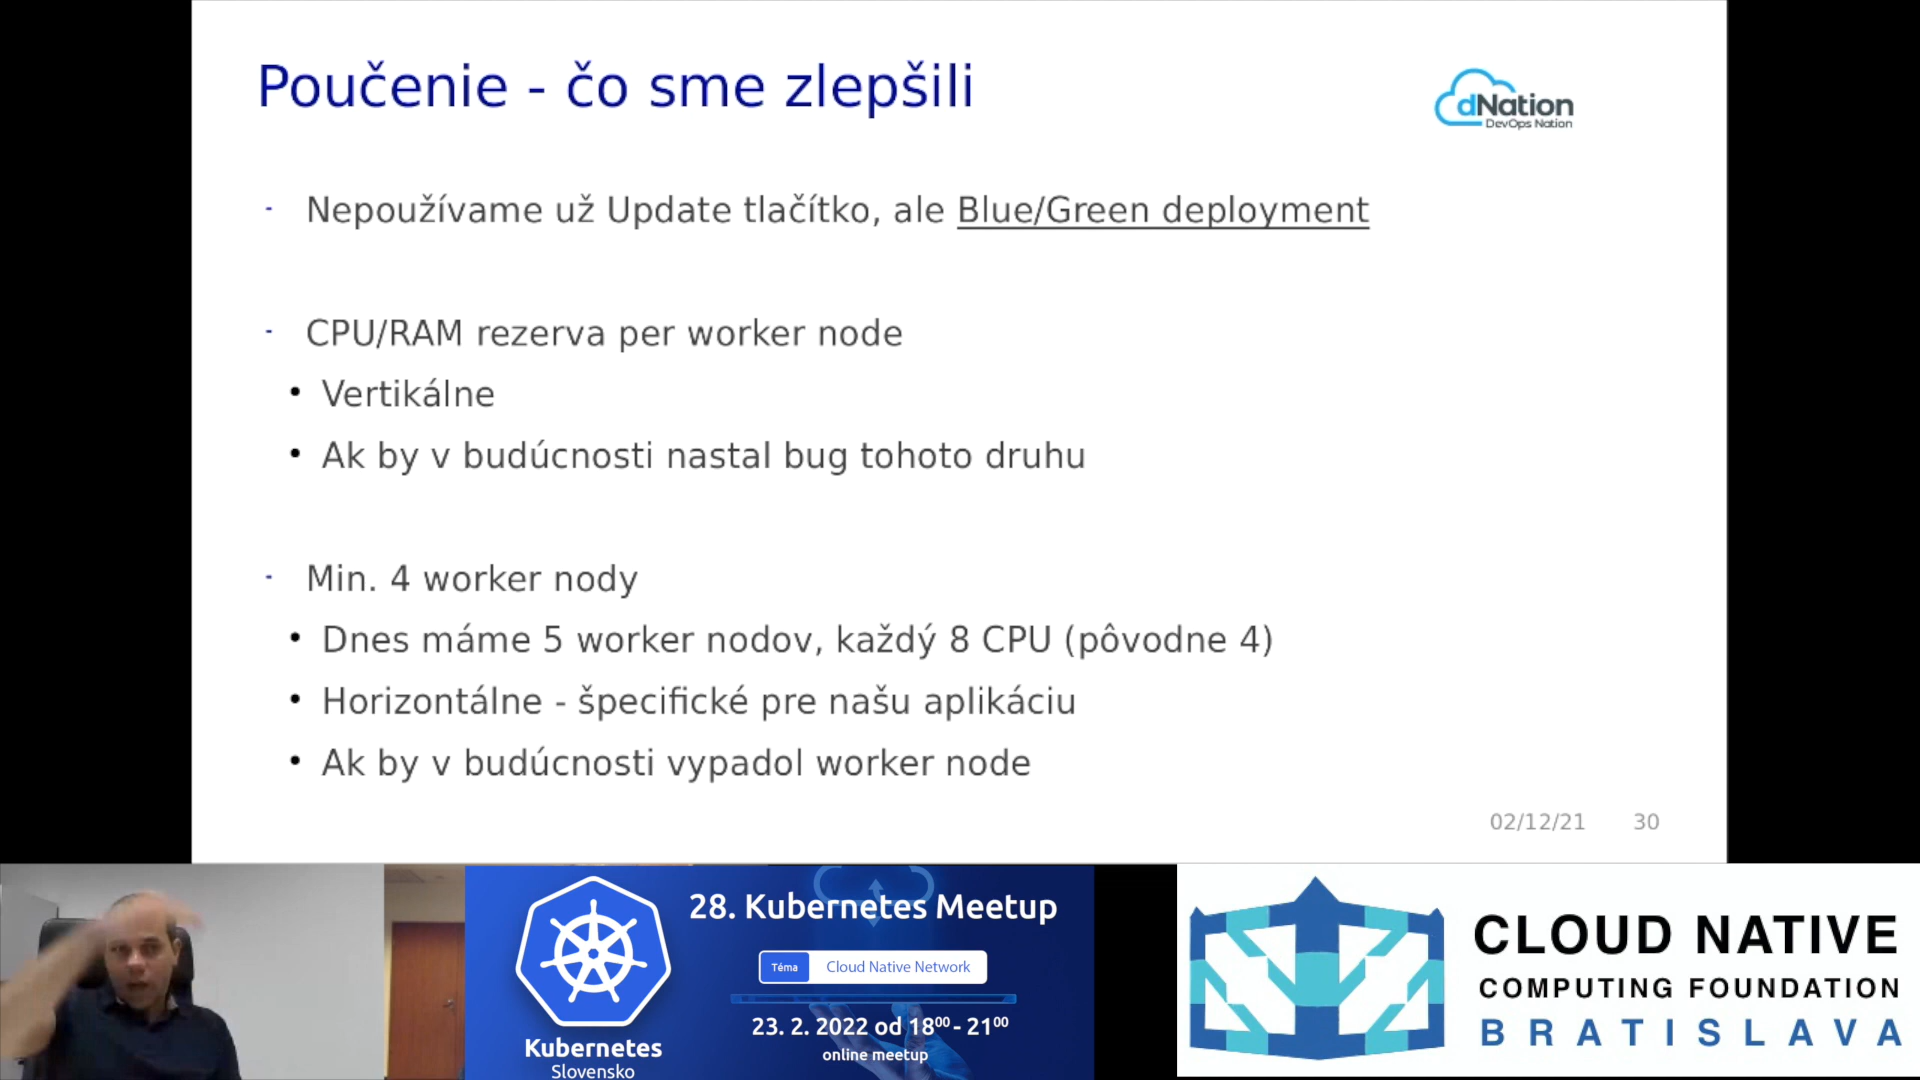 Poučenie - čo sme zlepšili
dNation
DevOps Nation
- Nepoužívame už Update tlačítko, ale Blue/Green deployment
- CPU/RAM rezerva per worker node
• Vertikálne
• Ak by v budúcnosti nastal bug tohoto druhu
- Min. 4 worker nody
• Dnes máme 5 worker nodov, každý 8 CPU (pôvodne 4)
• Horizontálne - špecifické pre našu aplikáciu
• Ak by v budúcnosti vypadol worker node
02/12/21 30
28. Kubernetes Meetup
Téma Cloud Native Network
23. 2. 2022 od 18⁰⁰ - 21⁰⁰
online meetup
Kubernetes
Slovensko
CLOUD NATIVE
COMPUTING FOUNDATION
BRATISLAVA